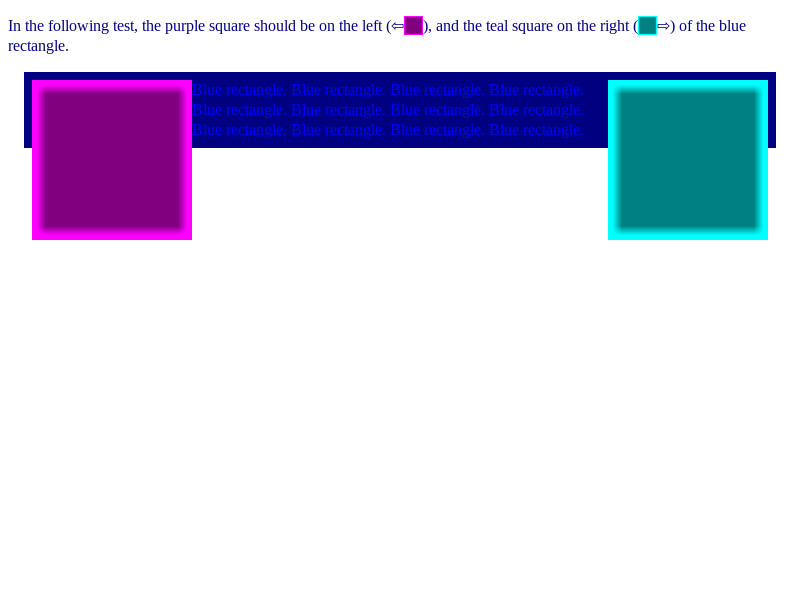 In the following test, the purple square should be on the left (⇦), and the teal square on the right (⇨) of the blue
rectangle.
Blue rectangle. Blue rectangle. Blue rectangle. Blue rectangle.
Blue rectangle. Blue rectangle. Blue rectangle. Blue rectangle.
Blue rectangle. Blue rectangle. Blue rectangle. Blue rectangle.